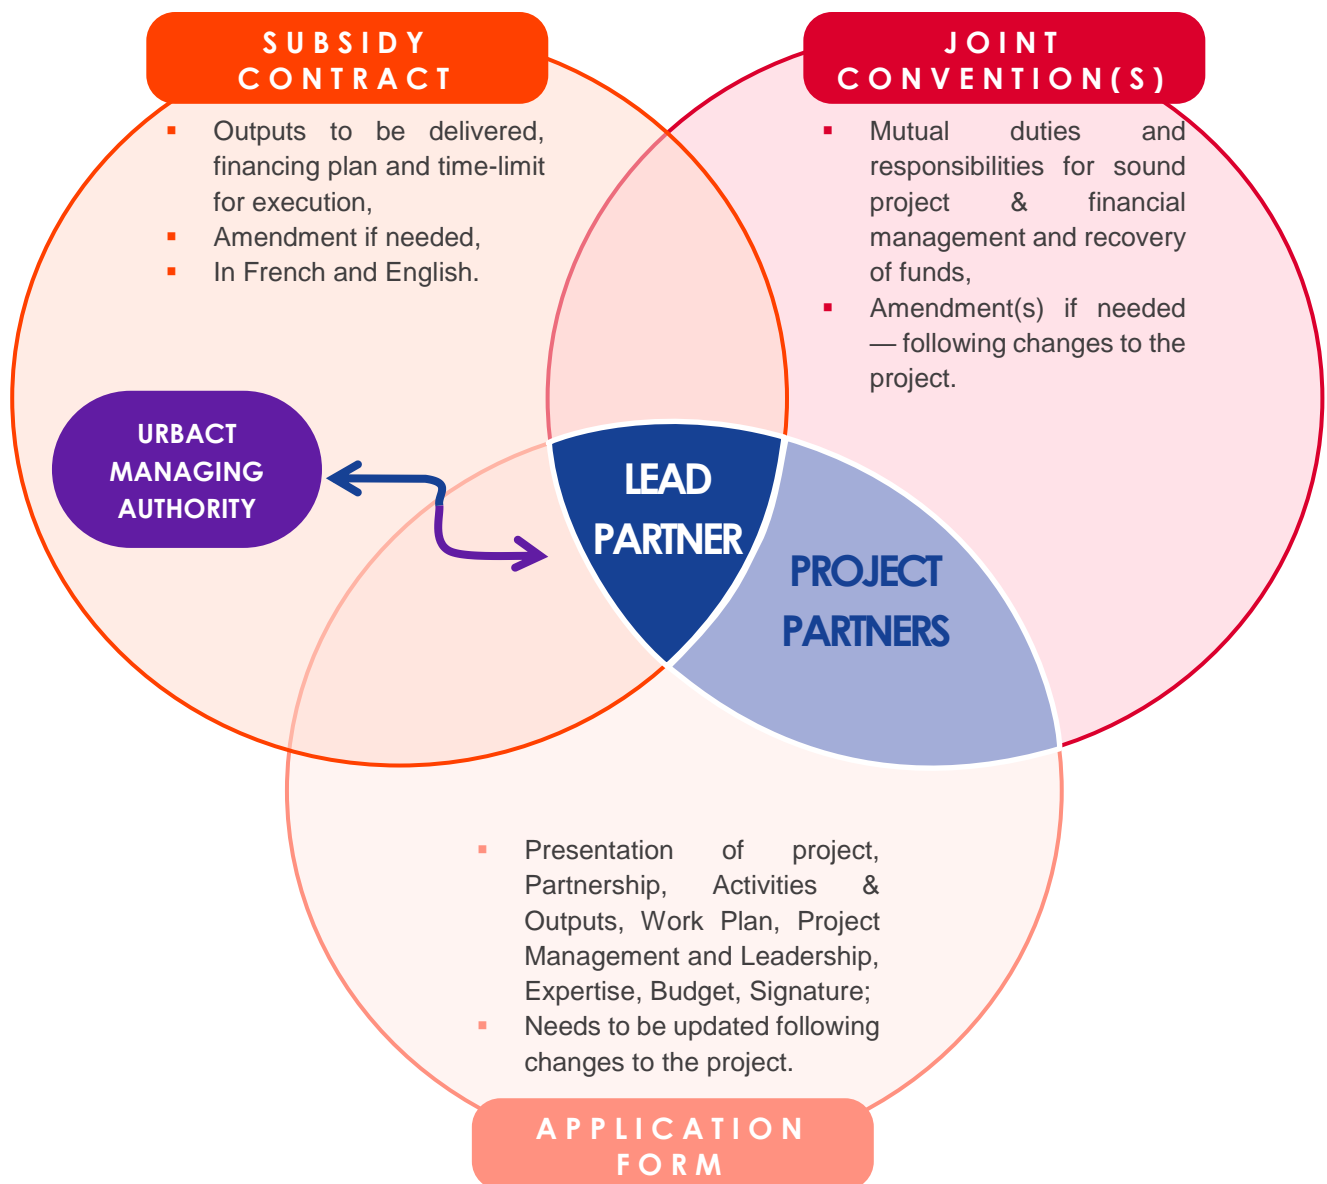 SUBSIDY
CONTRACT
▪ Outputs to be delivered,
financing plan and time-limit
for execution,
▪ Amendment if needed,
▪ In French and English.
JOINT
CONVENTION(S)
▪ Mutual duties and
responsibilities for sound
project & financial
management and recovery
of funds,
▪ Amendment(s) if needed
— following changes to the
project.
URBACT
MANAGING
AUTHORITY
LEAD
PARTNER
PROJECT
PARTNERS
▪ Presentation of project,
Partnership, Activities &
Outputs, Work Plan, Project
Management and Leadership,
Expertise, Budget, Signature;
▪ Needs to be updated following
changes to the project.
APPLICATION
FORM